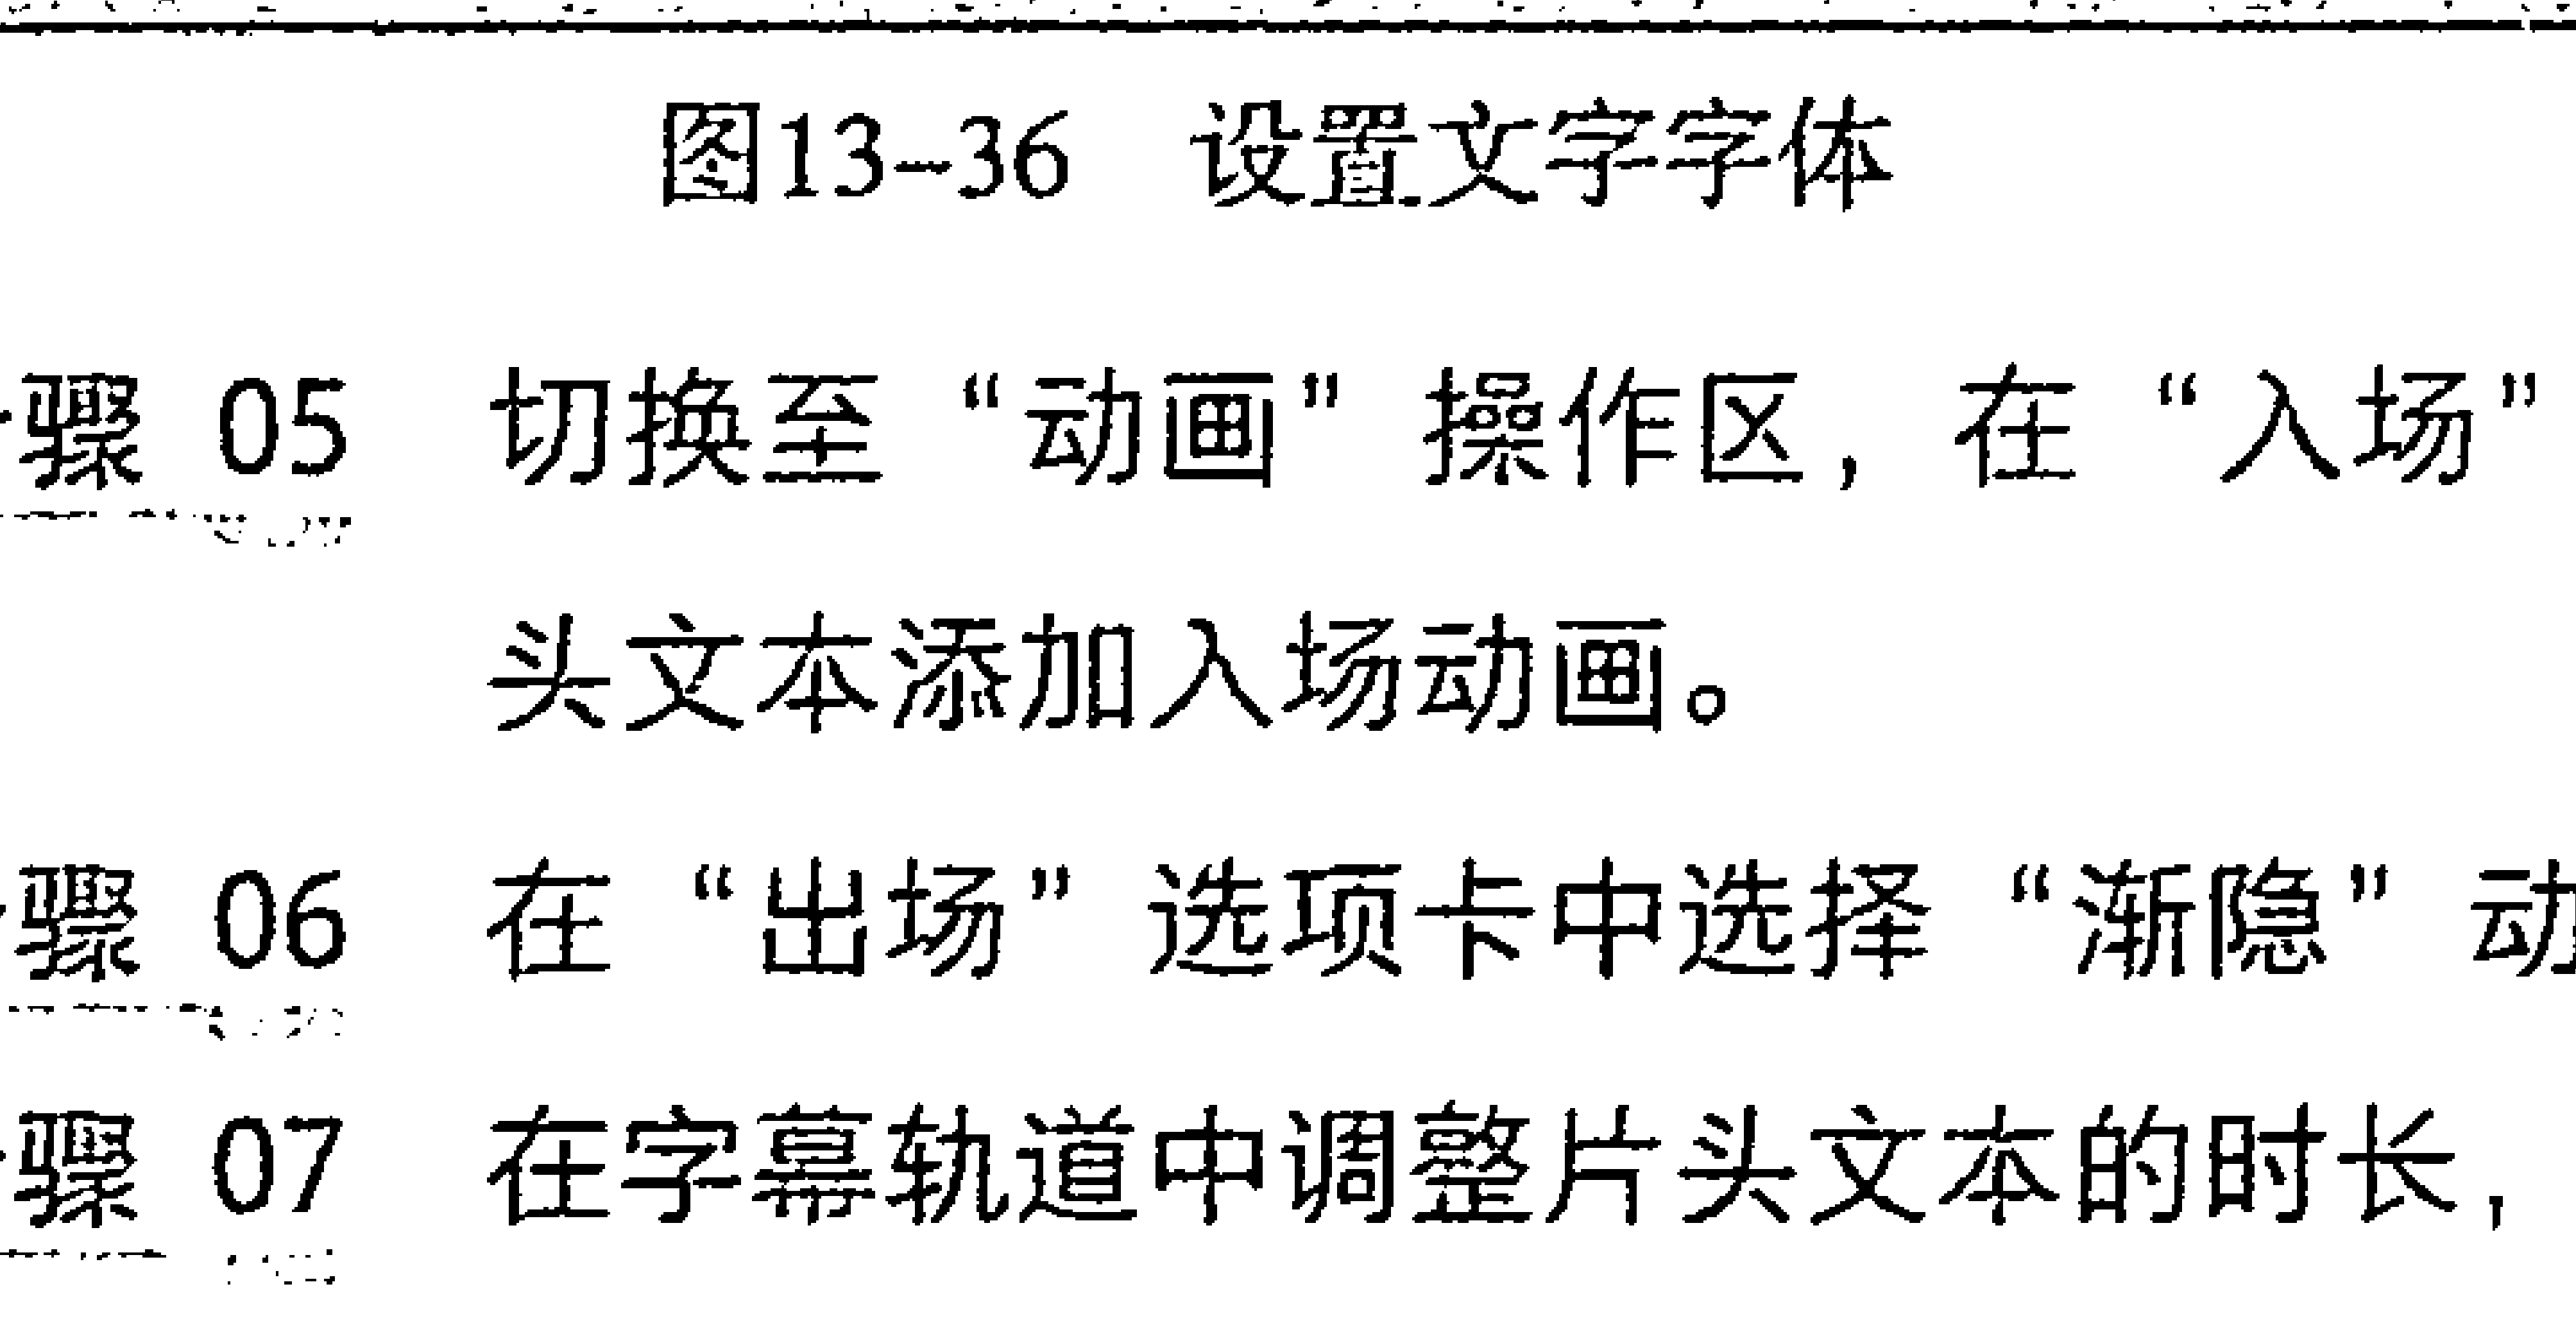 图13-36 设置文字字体
骤 05 切换至“动画”操作区，在“入场”
头文本添加入场动画。
骤 06 在“出场”选项卡中选择“渐隐”动
骤 07 在字幕轨道中调整片头文本的时长，